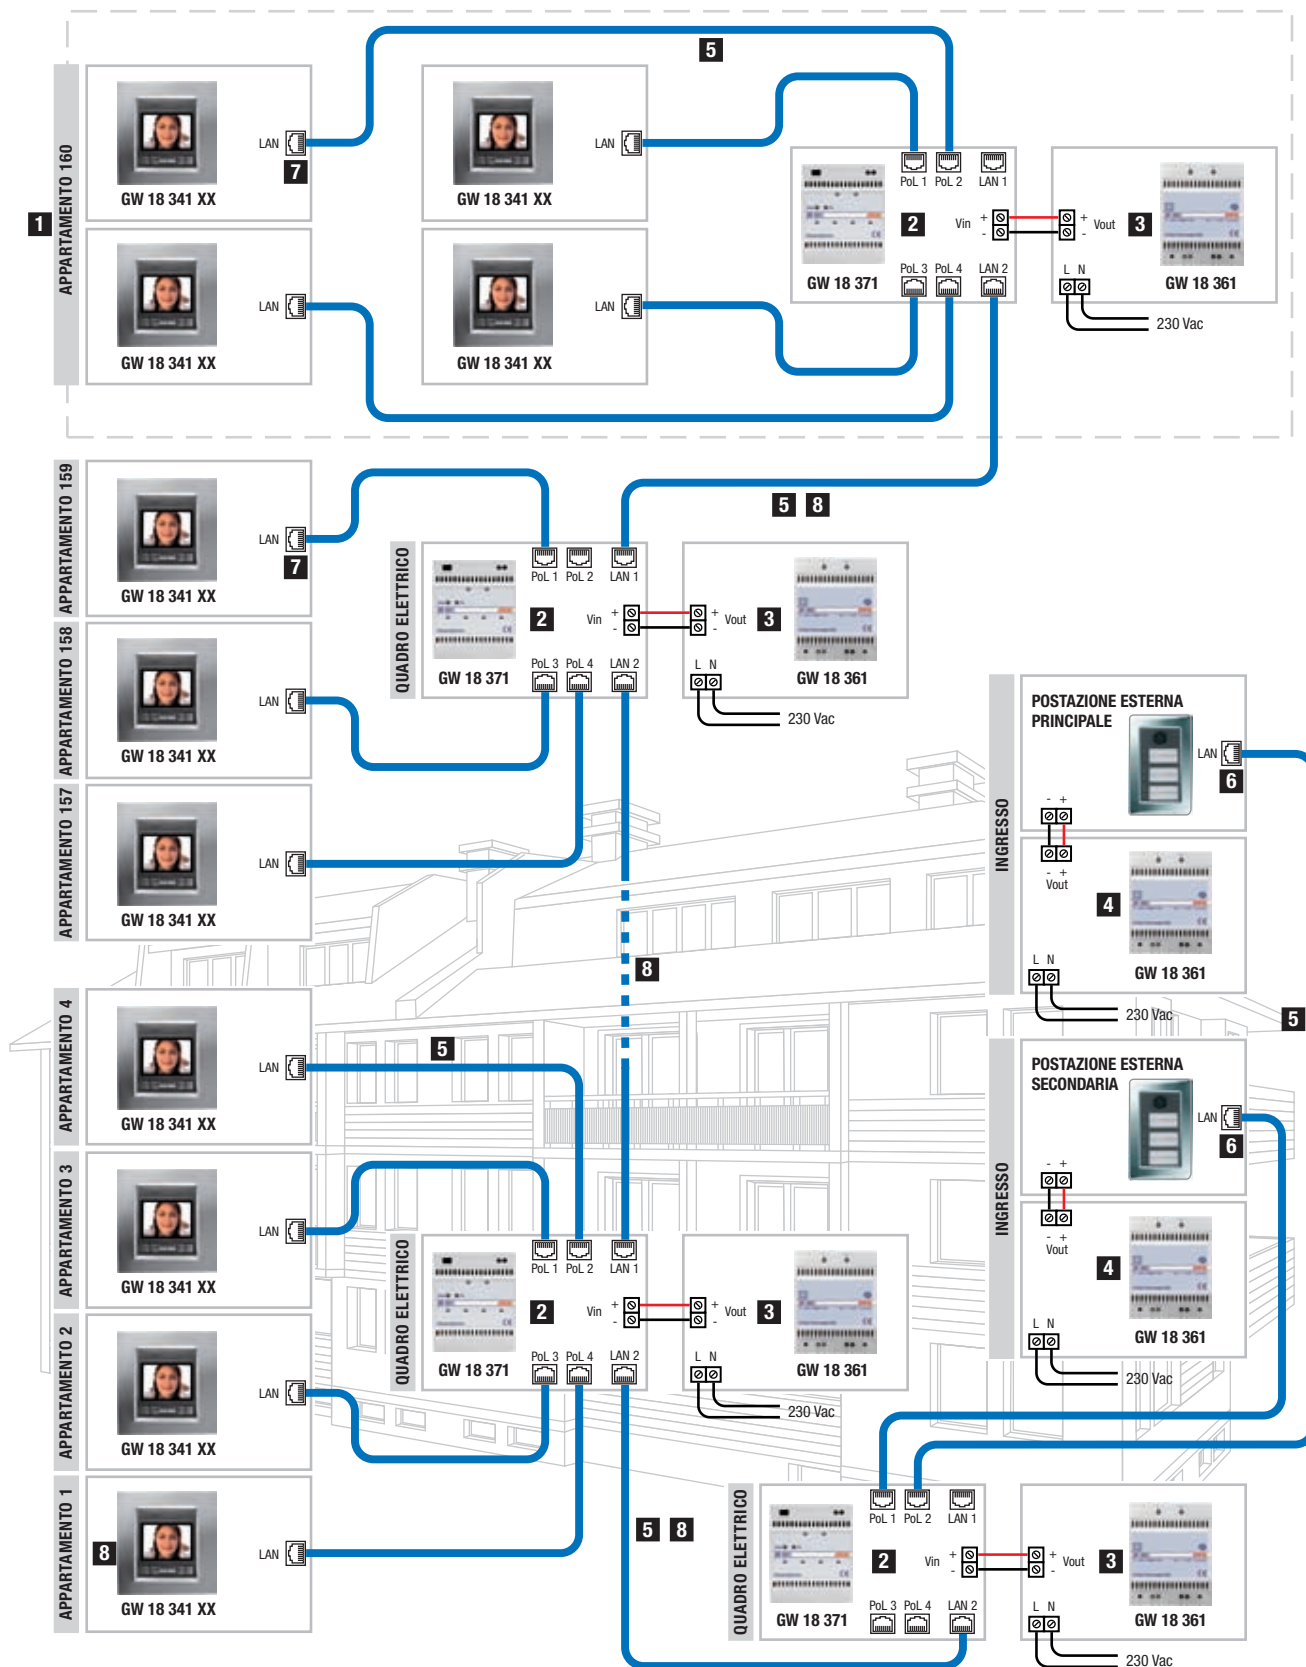 5
APPARTAMENTO 160
1
LAN
7
GW 18 341 XX
LAN
GW 18 341 XX
LAN
GW 18 341 XX
LAN
GW 18 341 XX
PoL 1
PoL 2
LAN 1
2
Vin
+
-
PoL 3
PoL 4
LAN 2
GW 18 371
+
-
Vout
3
L
N
GW 18 361
230 Vac
5
8
APPARTAMENTO 159
LAN
7
GW 18 341 XX
APPARTAMENTO 158
LAN
GW 18 341 XX
APPARTAMENTO 157
LAN
GW 18 341 XX
QUADRO ELETTRICO
PoL 1
PoL 2
LAN 1
2
Vin
+
-
PoL 3
PoL 4
LAN 2
GW 18 371
+
-
Vout
3
L
N
GW 18 361
230 Vac
8
INGRESSO
POSTAZIONE ESTERNA
PRINCIPALE
LAN
6
-
+
-
+
Vout
4
L
N
GW 18 361
230 Vac
5
INGRESSO
POSTAZIONE ESTERNA
SECONDARIA
LAN
6
-
+
-
+
Vout
4
L
N
GW 18 361
230 Vac
APPARTAMENTO 4
LAN
5
GW 18 341 XX
APPARTAMENTO 3
LAN
GW 18 341 XX
APPARTAMENTO 2
LAN
GW 18 341 XX
APPARTAMENTO 1
8
LAN
GW 18 341 XX
QUADRO ELETTRICO
PoL 1
PoL 2
LAN 1
2
Vin
+
-
PoL 3
PoL 4
LAN 2
GW 18 371
+
-
Vout
3
L
N
GW 18 361
230 Vac
5
8
QUADRO ELETTRICO
PoL 1
PoL 2
LAN 1
2
Vin
+
-
PoL 3
PoL 4
LAN 2
GW 18 371
+
-
Vout
3
L
N
GW 18 361
230 Vac